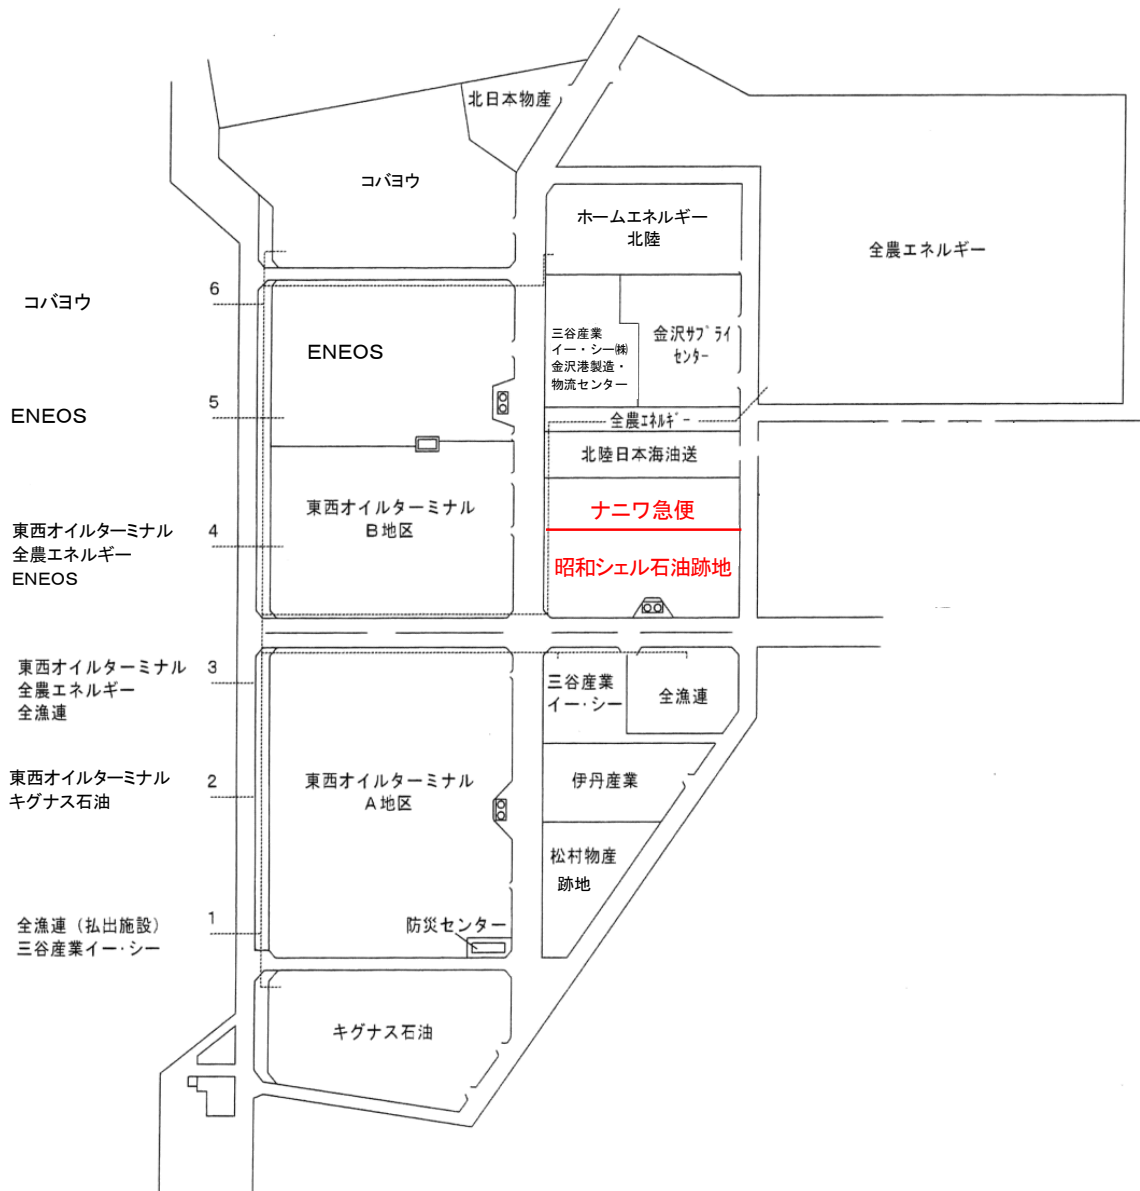 北日本物産
コバヨウ
ホームエネルギー
北陸
全農エネルギー
コバヨウ
6
ENEOS
三谷産業
イー・シー㈱
金沢港製造・
物流センター
金沢サプライ
センター
ENEOS
5
全農エネルギー
北陸日本海油送
東西オイルターミナル
B地区
ナニワ急便
東西オイルターミナル
全農エネルギー
ENEOS
4
昭和シェル石油跡地
東西オイルターミナル
全農エネルギー
全漁連
3
三谷産業
イー・シー
全漁連
東西オイルターミナル
キグナス石油
2
東西オイルターミナル
A地区
伊丹産業
松村物産
跡地
全漁連（払出施設）
三谷産業イー・シー
1
防災センター
キグナス石油